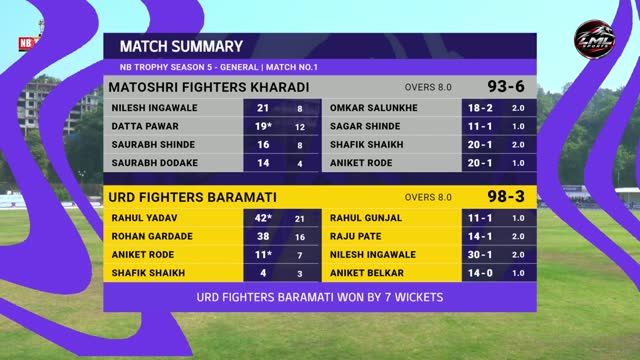 NB
LML
SPORTS
MATCH SUMMARY
NB TROPHY SEASON 5 - GENERAL | MATCH NO.1
MATOSHRI FIGHTERS KHARADI OVERS 8.0 93-6
NILESH INGAWALE 21 8 OMKAR SALUNKHE 18-2 2.0
DATTA PAWAR 19* 12 SAGAR SHINDE 11-1 1.0
SAURABH SHINDE 16 8 SHAFIK SHAIKH 20-1 2.0
SAURABH DODAKE 14 4 ANIKET RODE 20-1 1.0
URD FIGHTERS BARAMATI OVERS 8.0 98-3
RAHUL YADAV 42* 21 RAHUL GUNJAL 11-1 1.0
ROHAN GARDADE 38 16 RAJU PATE 14-1 2.0
ANIKET RODE 11* 7 NILESH INGAWALE 30-1 2.0
SHAFIK SHAIKH 4 3 ANIKET BELKAR 14-0 1.0
URD FIGHTERS BARAMATI WON BY 7 WICKETS